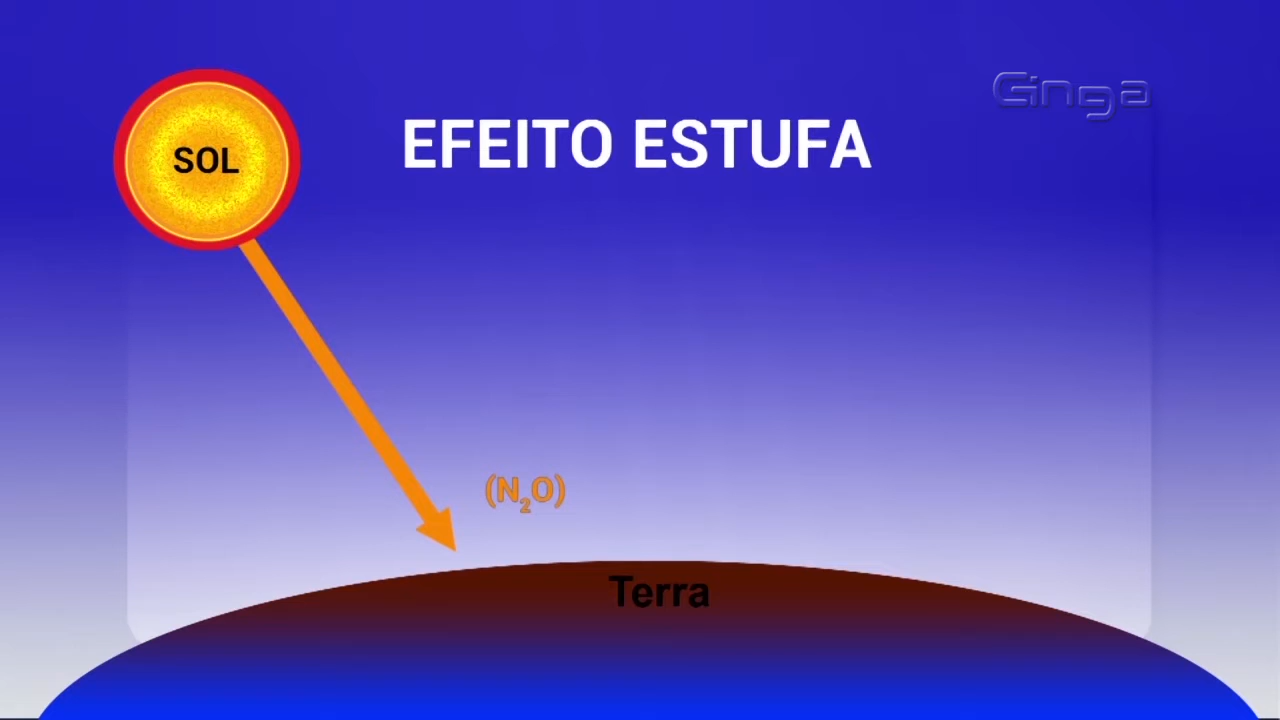 Ginga
EFEITO ESTUFA
SOL
(N₂O)
Terra